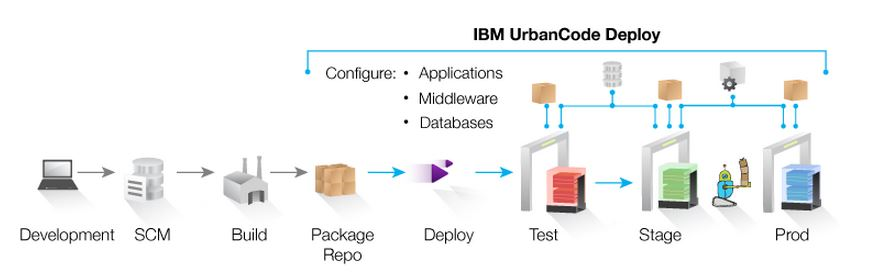 IBM UrbanCode Deploy
Configure: • Applications
• Middleware
• Databases
Development
SCM
Build
Package
Repo
Deploy
Test
Stage
Prod